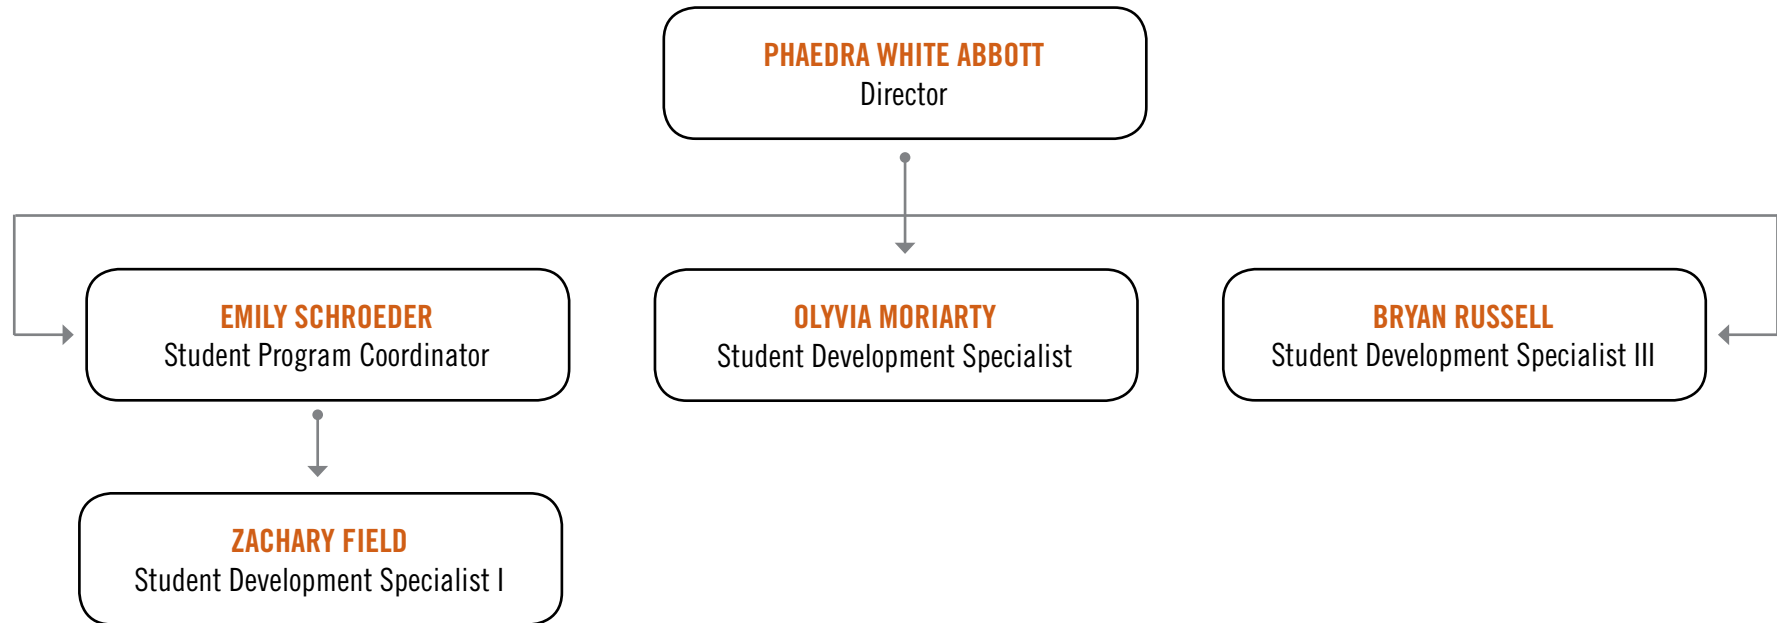 PHAEDRA WHITE ABBOTT
Director
EMILY SCHROEDER
Student Program Coordinator
OLYVIA MORIARTY
Student Development Specialist
BRYAN RUSSELL
Student Development Specialist III
ZACHARY FIELD
Student Development Specialist I